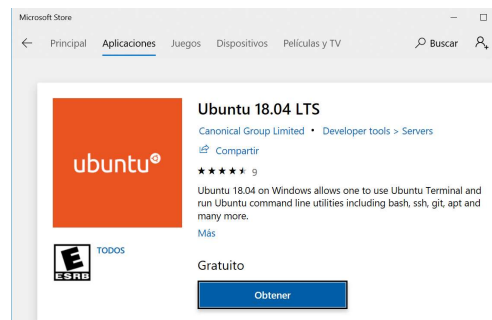 Microsoft Store
Principal Aplicaciones Juegos Dispositivos Películas y TV Buscar
Ubuntu 18.04 LTS
Canonical Group Limited • Developer tools > Servers
Compartir
9
ubuntu
Ubuntu 18.04 on Windows allows one to use Ubuntu Terminal and
run Ubuntu command line utilities including bash, ssh, git, apt and
many more.
Más
E
ESRB
TODOS
Gratuito
Obtener